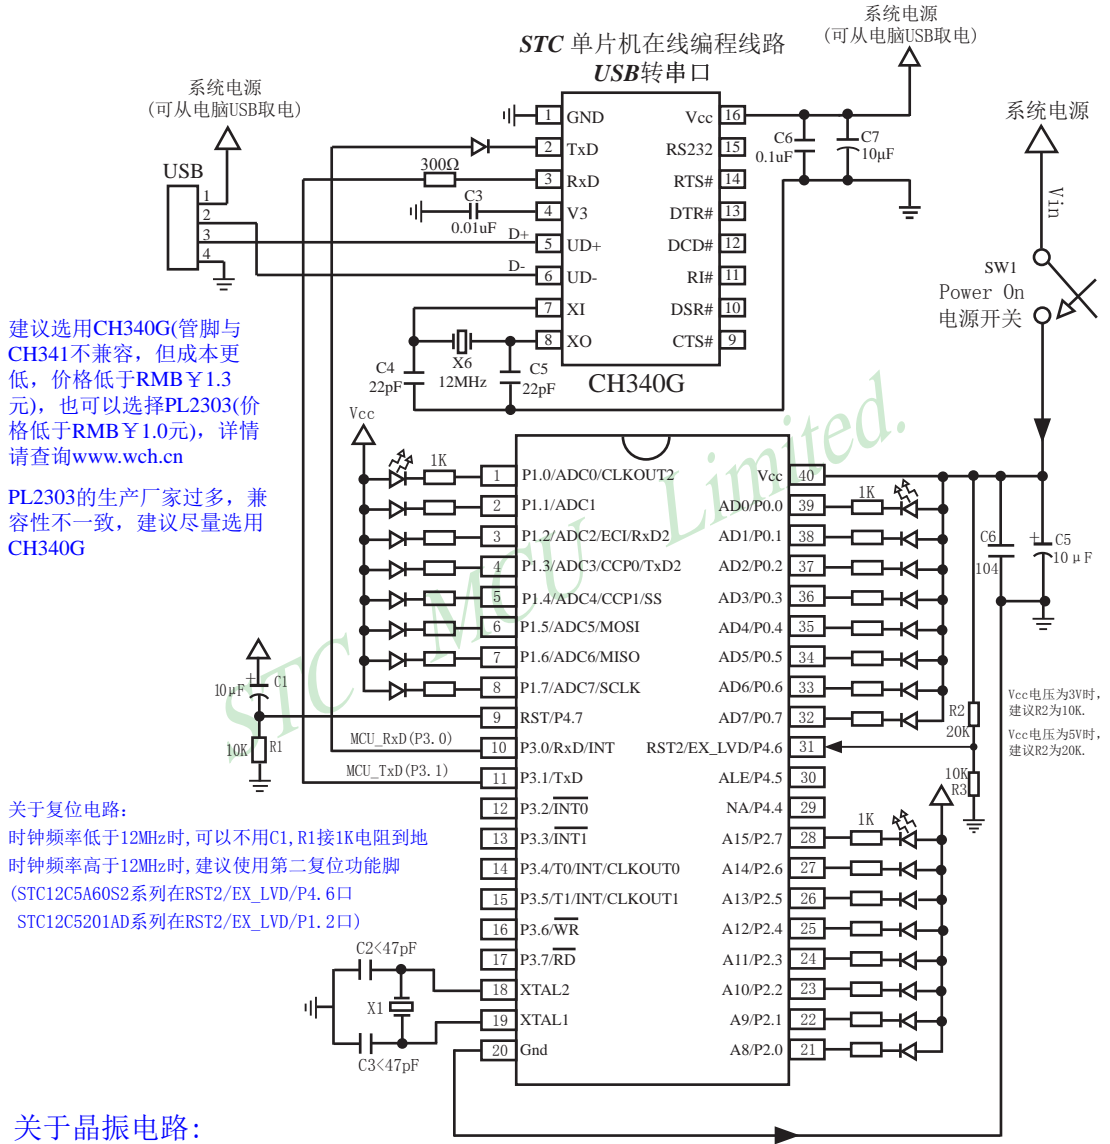 STC 单片机在线编程线路
USB转串口
系统电源
(可从电脑USB取电)
系统电源
(可从电脑USB取电)
系统电源
Vin
SW1
Power On
电源开关
USB
1
2
3
4
D+
D-
300Ω
C3
0.01uF
1 GND
2 TxD
3 RxD
4 V3
5 UD+
6 UD-
7 XI
8 XO
Vcc 16
RS232 15
RTS# 14
DTR# 13
DCD# 12
RI# 11
DSR# 10
CTS# 9
CH340G
C6
0.1uF
C7
10μF
C4
22pF
X6
12MHz
C5
22pF
建议选用CH340G(管脚与
CH341不兼容，但成本更
低，价格低于RMB￥1.3
元)，也可以选择PL2303(价
格低于RMB￥1.0元)，详情
请查询www.wch.cn
PL2303的生产厂家过多，兼
容性不一致，建议尽量选用
CH340G
Vcc
1K
1 P1.0/ADC0/CLKOUT2
2 P1.1/ADC1
3 P1.2/ADC2/ECI/RxD2
4 P1.3/ADC3/CCP0/TxD2
5 P1.4/ADC4/CCP1/SS
6 P1.5/ADC5/MOSI
7 P1.6/ADC6/MISO
8 P1.7/ADC7/SCLK
9 RST/P4.7
10 P3.0/RxD/INT
11 P3.1/TxD
12 P3.2/INT0
13 P3.3/INT1
14 P3.4/T0/INT/CLKOUT0
15 P3.5/T1/INT/CLKOUT1
16 P3.6/WR
17 P3.7/RD
18 XTAL2
19 XTAL1
20 Gnd
Vcc 40
AD0/P0.0 39
AD1/P0.1 38
AD2/P0.2 37
AD3/P0.3 36
AD4/P0.4 35
AD5/P0.5 34
AD6/P0.6 33
AD7/P0.7 32
RST2/EX_LVD/P4.6 31
ALE/P4.5 30
NA/P4.4 29
A15/P2.7 28
A14/P2.6 27
A13/P2.5 26
A12/P2.4 25
A11/P2.3 24
A10/P2.2 23
A9/P2.1 22
A8/P2.0 21
1K
1K
C6
104
+
C5
10μF
R2
20K
10K
R3
Vcc电压为3V时,
建议R2为10K.
Vcc电压为5V时,
建议R2为20K.
+
10μF
C1
10K
R1
MCU_RxD(P3.0)
MCU_TxD(P3.1)
关于复位电路:
时钟频率低于12MHz时,可以不用C1,R1接1K电阻到地
时钟频率高于12MHz时,建议使用第二复位功能脚
(STC12C5A60S2系列在RST2/EX_LVD/P4.6口
STC12C5201AD系列在RST2/EX_LVD/P1.2口)
C2<47pF
X1
C3<47pF
关于晶振电路:
STC MCU Limited.